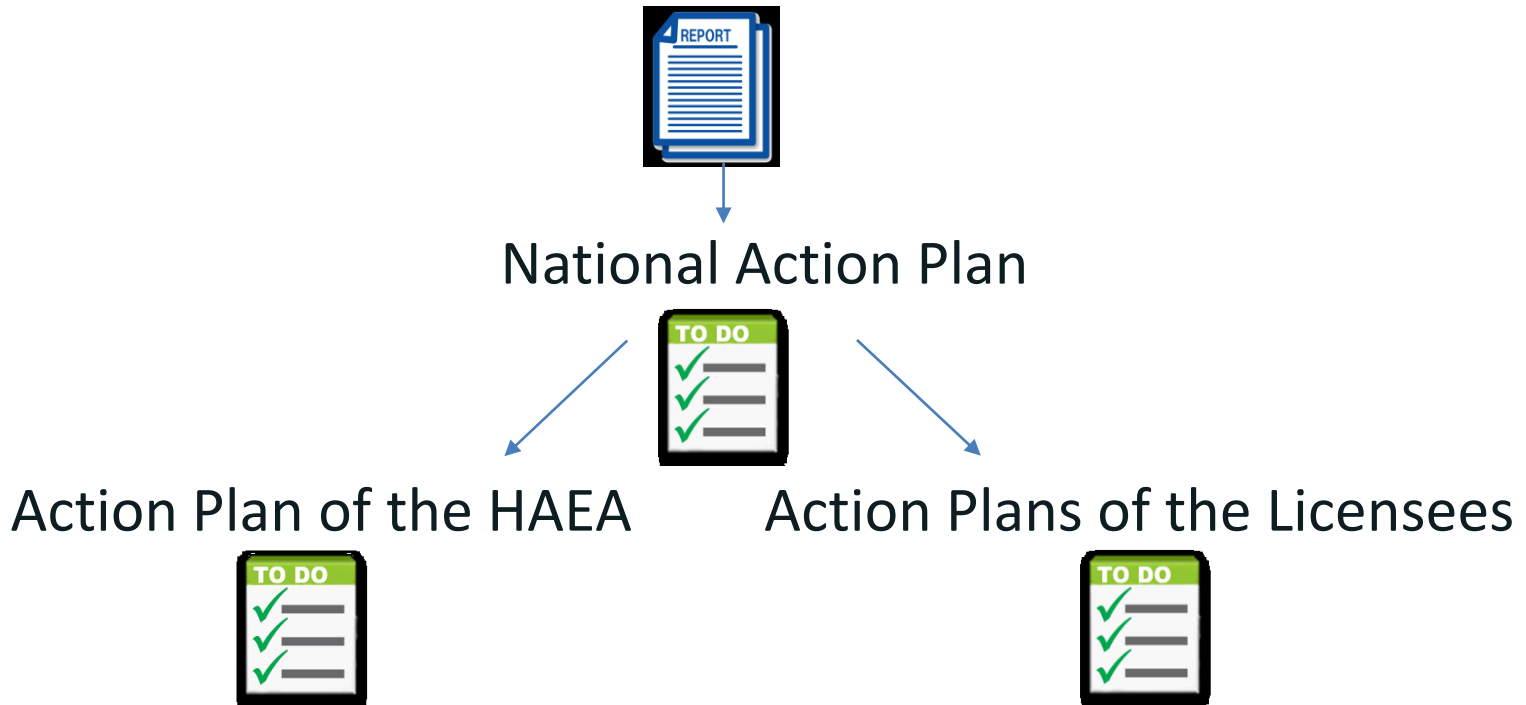 REPORT
National Action Plan
TO DO
Action Plan of the HAEA
Action Plans of the Licensees
TO DO
TO DO